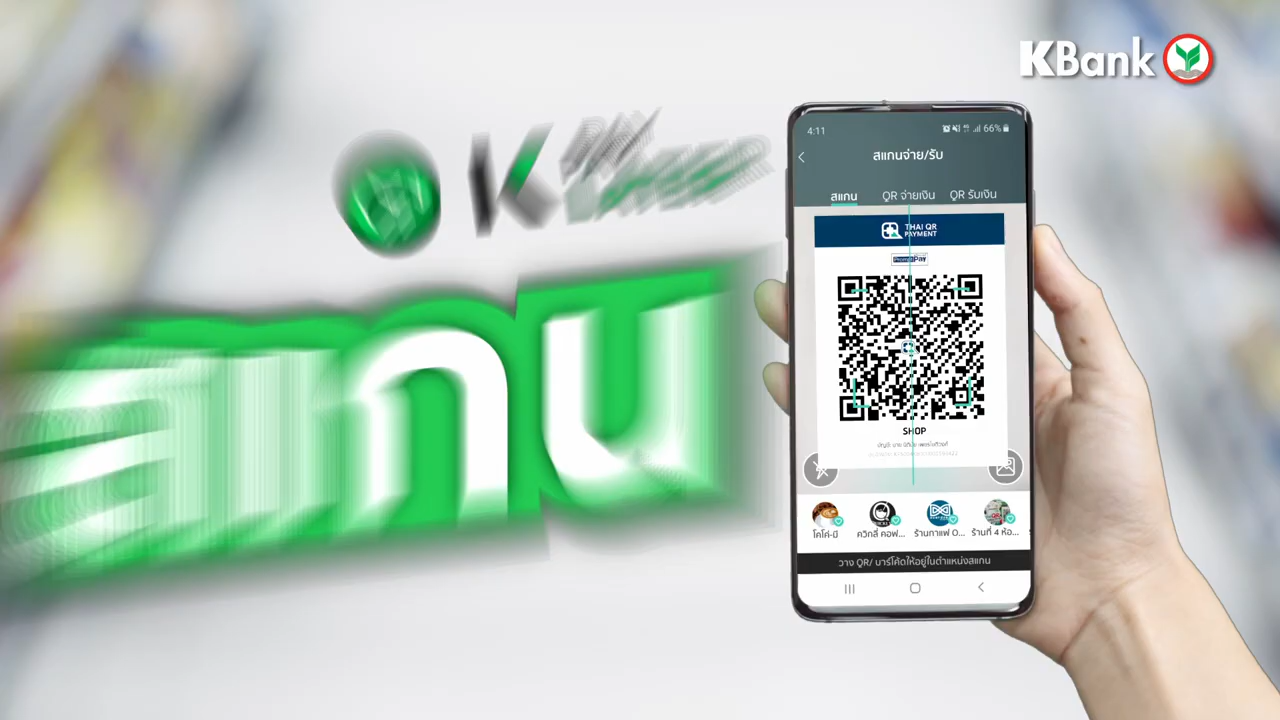 KBank
K PAY LATER
สแกน
4:11
66%
สแกนจ่าย/รับ
สแกน
QR จ่ายเงิน
QR รับเงิน
THAI QR
PAYMENT
PromptPay
SHOP
โคโค่-มี
ควิกลี่ คอฟ...
ร้านกาแฟ O...
ร้านที่ 4 ห้อ...
วาง QR/ บาร์โค้ดให้อยู่ในตำแหน่งสแกน